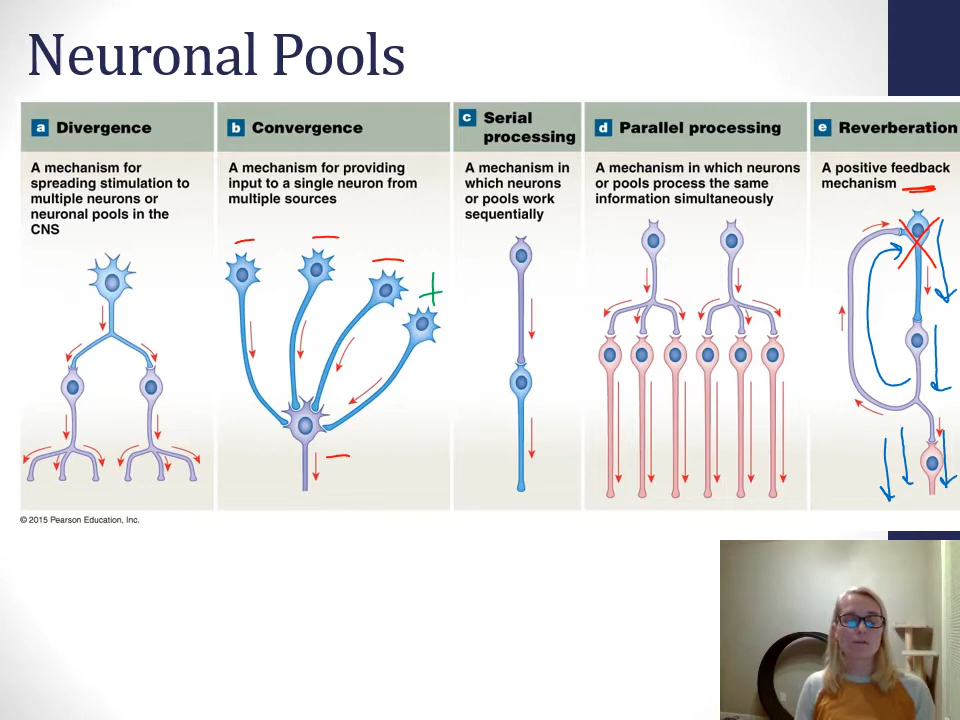 Neuronal Pools
a Divergence
A mechanism for
spreading stimulation to
multiple neurons or
neuronal pools in the
CNS
b Convergence
A mechanism for providing
input to a single neuron from
multiple sources
c Serial
processing
A mechanism in
which neurons
or pools work
sequentially
d Parallel processing
A mechanism in which neurons
or pools process the same
information simultaneously
e Reverberation
A positive feedback
mechanism
+
© 2015 Pearson Education, Inc.